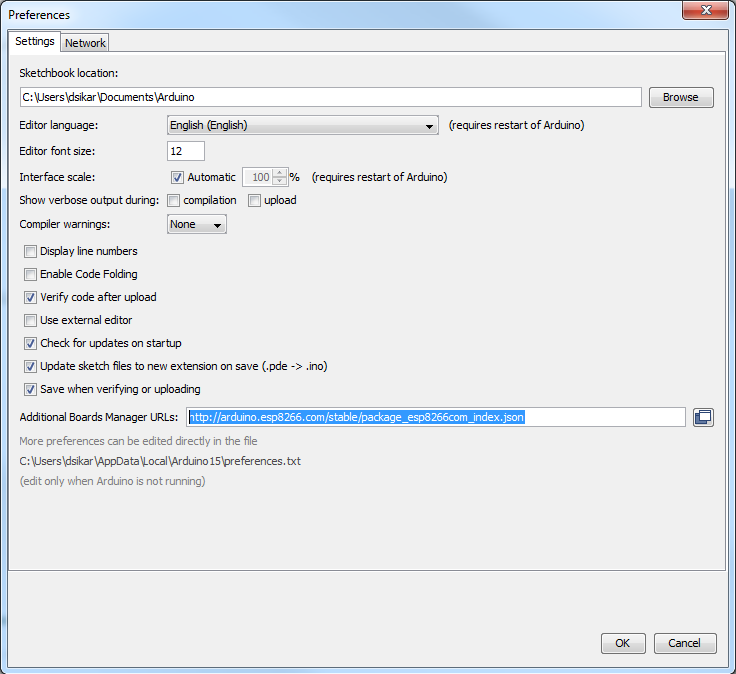 Preferences
Settings Network
Sketchbook location:
C:\Users\dsikar\Documents\Arduino Browse
Editor language: English (English) (requires restart of Arduino)
Editor font size: 12
Interface scale: Automatic 100 % (requires restart of Arduino)
Show verbose output during: compilation upload
Compiler warnings: None
Display line numbers
Enable Code Folding
Verify code after upload
Use external editor
Check for updates on startup
Update sketch files to new extension on save (.pde -> .ino)
Save when verifying or uploading
Additional Boards Manager URLs: http://arduino.esp8266.com/stable/package_esp8266com_index.json
More preferences can be edited directly in the file
C:\Users\dsikar\AppData\Local\Arduino15\preferences.txt
(edit only when Arduino is not running)
OK Cancel